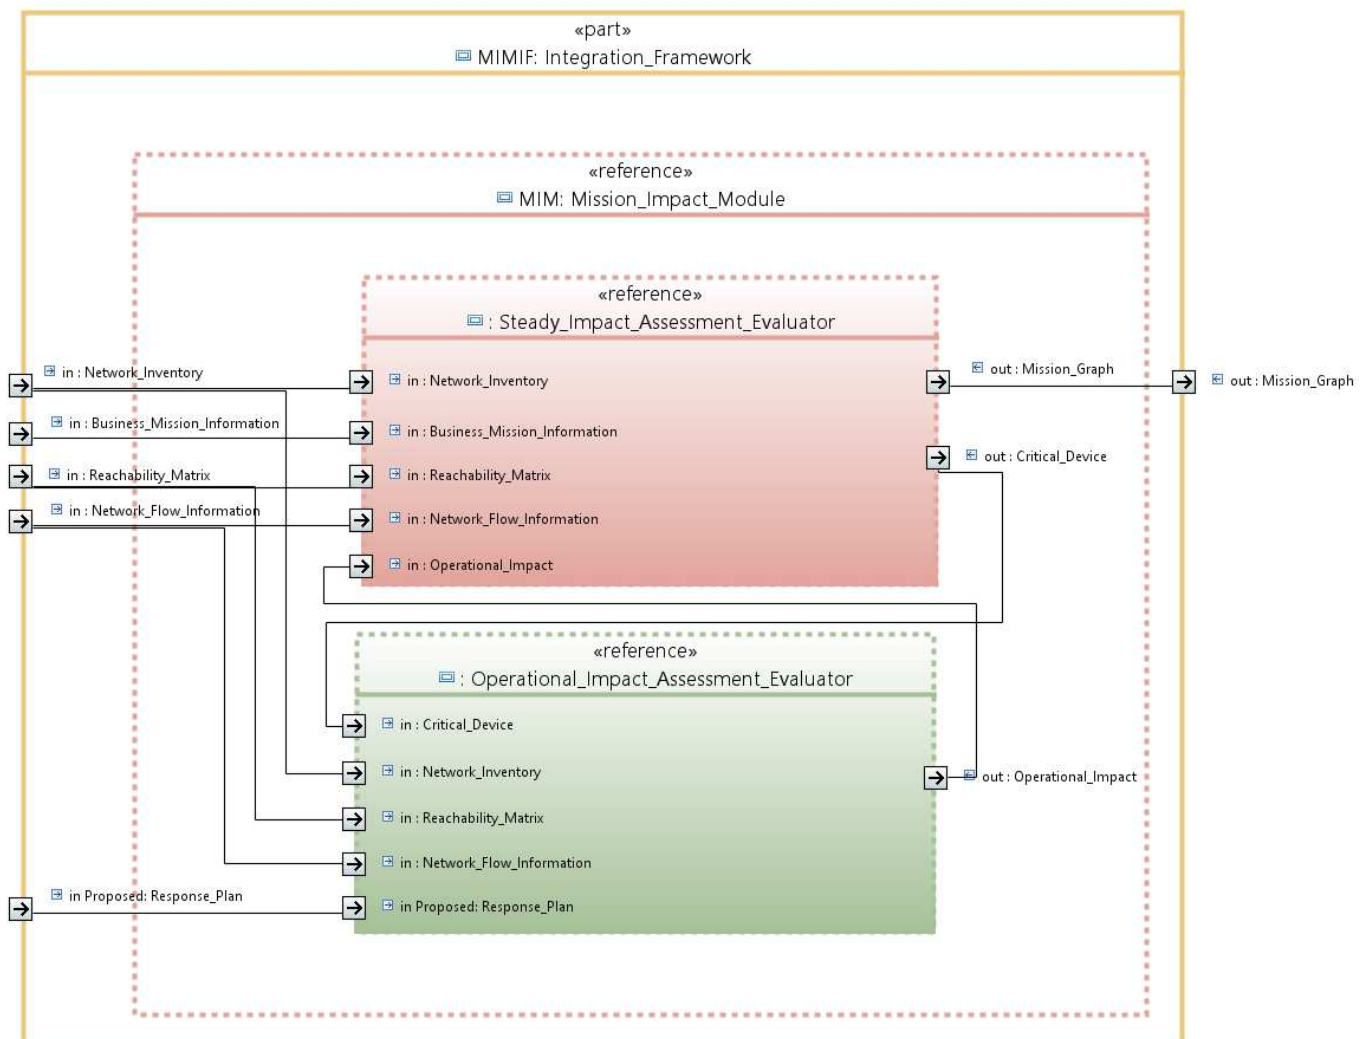 «part»
MIMIF: Integration_Framework
«reference»
MIM: Mission_Impact_Module
«reference»
: Steady_Impact_Assessment_Evaluator
in : Network_Inventory
in : Business_Mission_Information
in : Reachability_Matrix
in : Network_Flow_Information
in : Network_Inventory
in : Business_Mission_Information
in : Reachability_Matrix
in : Network_Flow_Information
in : Operational_Impact
out : Mission_Graph
out : Critical_Device
out : Mission_Graph
«reference»
: Operational_Impact_Assessment_Evaluator
in : Critical_Device
in : Network_Inventory
in : Reachability_Matrix
in : Network_Flow_Information
in Proposed: Response_Plan
out : Operational_Impact
in Proposed: Response_Plan